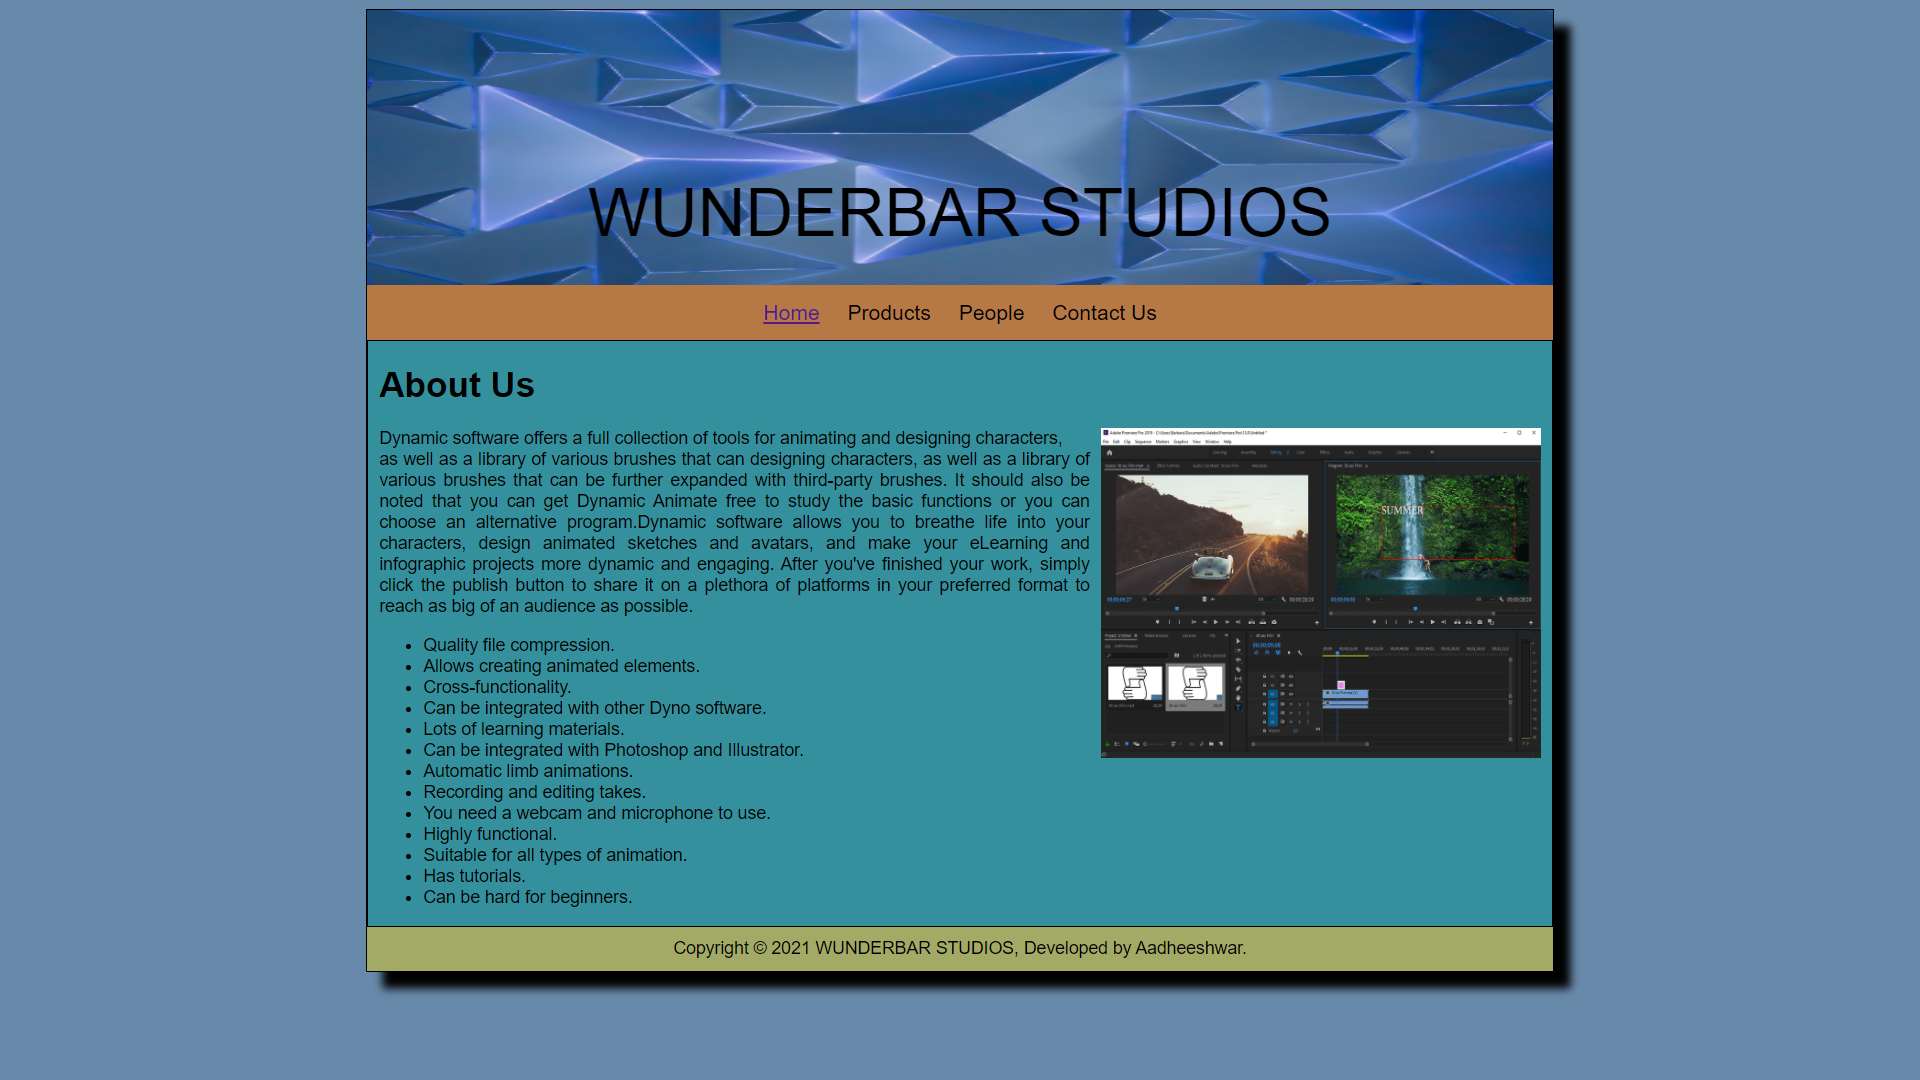 WUNDERBAR STUDIOS
Home Products People Contact Us
About Us
Dynamic software offers a full collection of tools for animating and designing characters,
as well as a library of various brushes that can designing characters, as well as a library of
various brushes that can be further expanded with third-party brushes. It should also be
noted that you can get Dynamic Animate free to study the basic functions or you can
choose an alternative program.Dynamic software allows you to breathe life into your
characters, design animated sketches and avatars, and make your eLearning and
infographic projects more dynamic and engaging. After you've finished your work, simply
click the publish button to share it on a plethora of platforms in your preferred format to
reach as big of an audience as possible.
SUMMER
Quality file compression.
Allows creating animated elements.
Cross-functionality.
Can be integrated with other Dyno software.
Lots of learning materials.
Can be integrated with Photoshop and Illustrator.
Automatic limb animations.
Recording and editing takes.
You need a webcam and microphone to use.
Highly functional.
Suitable for all types of animation.
Has tutorials.
Can be hard for beginners.
Copyright © 2021 WUNDERBAR STUDIOS, Developed by Aadheeshwar.